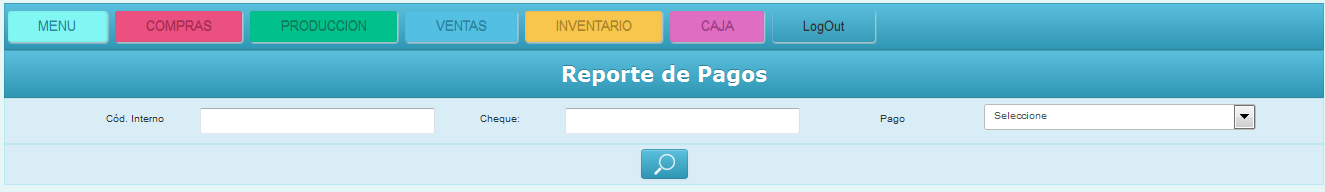 MENU COMPRAS PRODUCCION VENTAS INVENTARIO CAJA LogOut
Reporte de Pagos
Cód. Interno Cheque: Pago Seleccione